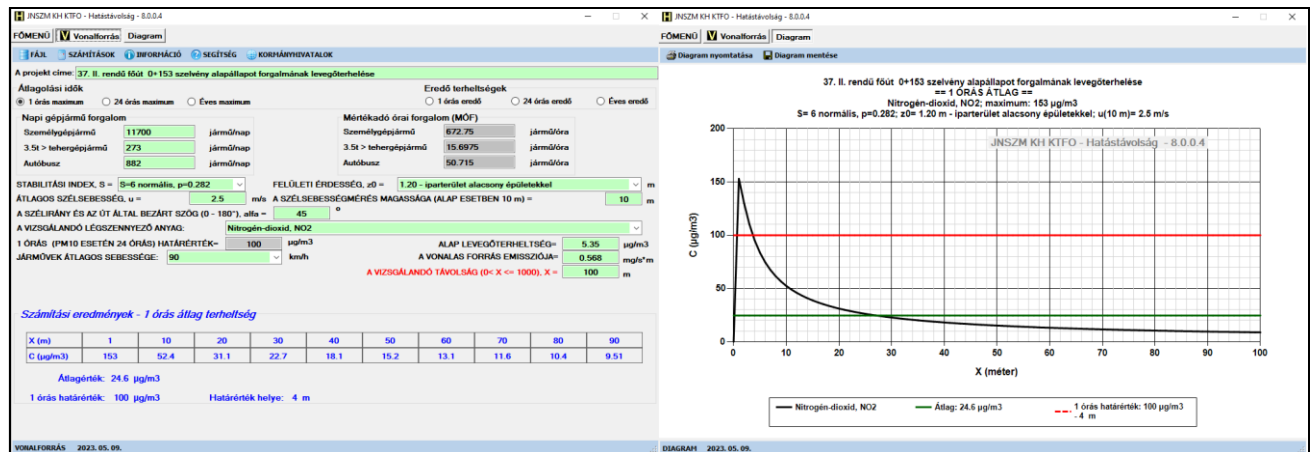 JNSZM KH KTFO - Hatástávolság - 8.0.0.4
FŐMENÜ Vonalforrás Diagram
FÁJL SZÁMÍTÁSOK INFORMÁCIÓ SEGÍTSÉG KORMÁNYHIVATALOK
A projekt címe: 37. II. rendű főút 0+153 szelvény alapállapot forgalmának levegőterhelése
Átlagolási idők Eredő terheltségek
1 órás maximum 24 órás maximum Éves maximum 1 órás eredő 24 órás eredő Éves eredő
Napi gépjármű forgalom Mértékadó órai forgalom (MÓF)
Személygépjármű 11700 jármű/nap Személygépjármű 672.75 jármű/óra
3.5t > tehergépjármű 273 jármű/nap 3.5t > tehergépjármű 15.6975 jármű/óra
Autóbusz 882 jármű/nap Autóbusz 50.715 jármű/óra
STABILITÁSI INDEX, S = S=6 normális, p=0.282 FELÜLETI ÉRDESSÉG, z0 = 1.20 - iparterület alacsony épületekkel m
ÁTLAGOS SZÉLSEBESSÉG, u = 2.5 m/s A SZÉLSEBESSÉGMÉRÉS MAGASSÁGA (ALAP ESETBEN 10 m) = 10 m
A SZÉLIRÁNY ÉS AZ ÚT ÁLTAL BEZÁRT SZÖG (0 - 180°), alfa = 45 °
A VIZSGÁLANDÓ LÉGSZENNYEZŐ ANYAG: Nitrogén-dioxid, NO2
1 ÓRÁS (PM10 ESETÉN 24 ÓRÁS) HATÁRÉRTÉK= 100 µg/m3 ALAP LEVEGŐTERHELTSÉG= 5.35 µg/m3
JÁRMŰVEK ÁTLAGOS SEBESSÉGE: 90 km/h A VONALAS FORRÁS EMISSZIÓJA= 0.568 mg/s*m
A VIZSGÁLANDÓ TÁVOLSÁG (0< X <= 1000), X = 100 m
Számítási eredmények - 1 órás átlag terheltség
X (m) 1 10 20 30 40 50 60 70 80 90
C (µg/m3) 153 52.4 31.1 22.7 18.1 15.2 13.1 11.6 10.4 9.51
Átlagérték: 24.6 µg/m3
1 órás határérték: 100 µg/m3 Határérték helye: 4 m
VONALFORRÁS 2023. 05. 09.
JNSZM KH KTFO - Hatástávolság - 8.0.0.4
FŐMENÜ Vonalforrás Diagram
Diagram nyomtatása Diagram mentése
37. II. rendű főút 0+153 szelvény alapállapot forgalmának levegőterhelése
== 1 ÓRÁS ÁTLAG ==
Nitrogén-dioxid, NO2; maximum: 153 µg/m3
S= 6 normális, p=0.282; z0= 1.20 m - iparterület alacsony épületekkel; u(10 m)= 2.5 m/s
JNSZM KH KTFO - Hatástávolság - 8.0.0.4
200
150
100
50
0
C (µg/m3)
0 10 20 30 40 50 60 70 80 90 100
X (méter)
Nitrogén-dioxid, NO2 Átlag: 24.6 µg/m3 1 órás határérték: 100 µg/m3
- 4 m
DIAGRAM 2023. 05. 09.